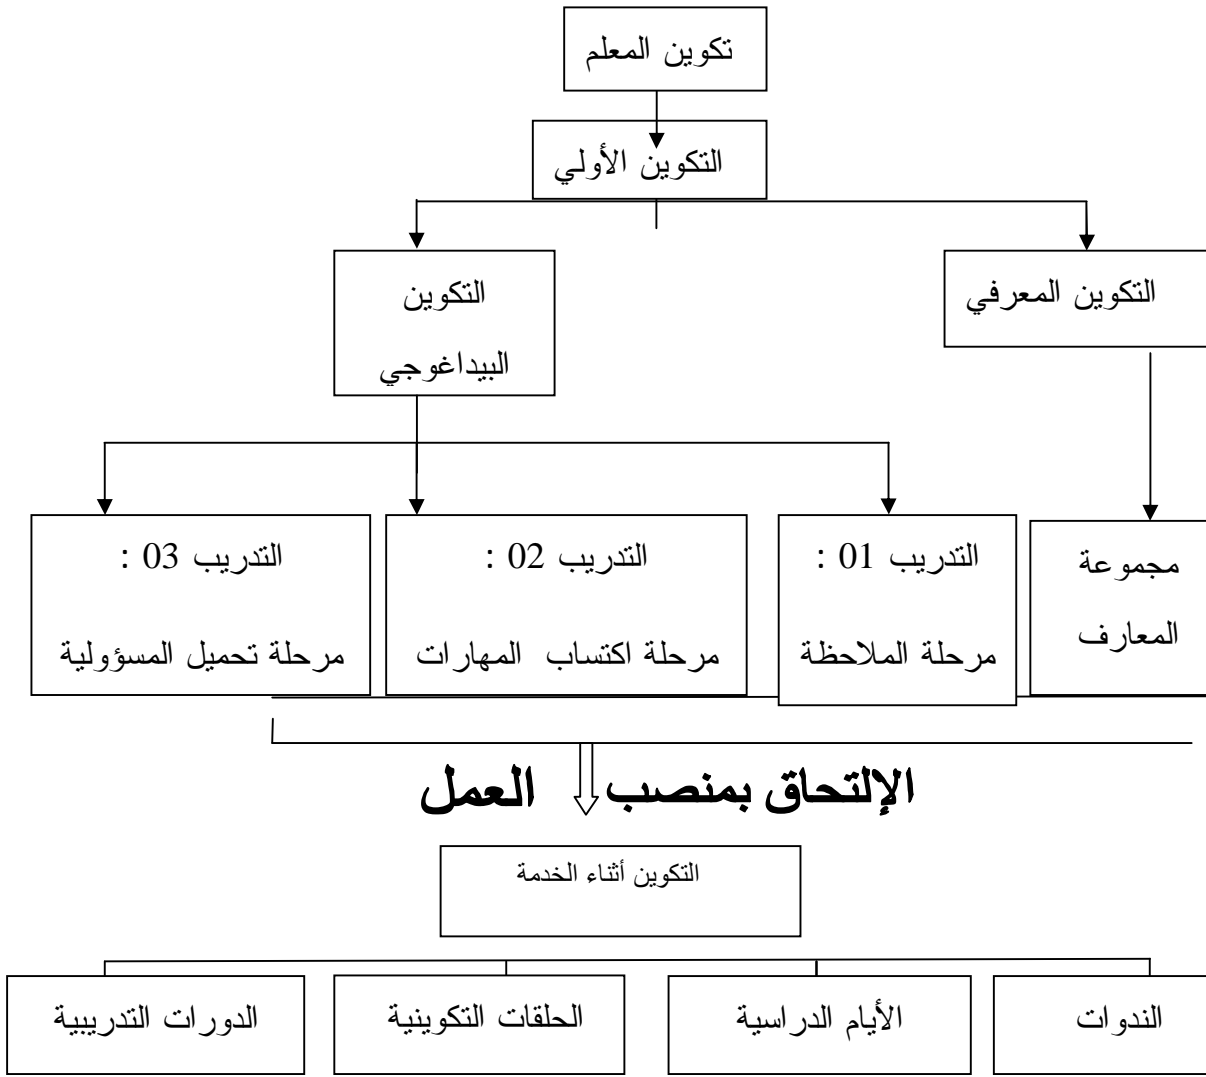 تكوين المعلم
التكوين الأولي
التكوين المعرفي
التكوين
البيداغوجي
مجموعة
المعارف
التدريب 01 :
مرحلة الملاحظة
التدريب 02 :
مرحلة اكتساب المهارات
التدريب 03 :
مرحلة تحميل المسؤولية
الإلتحاق بمنصب العمل
التكوين أثناء الخدمة
الندوات
الأيام الدراسية
الحلقات التكوينية
الدورات التدريبية